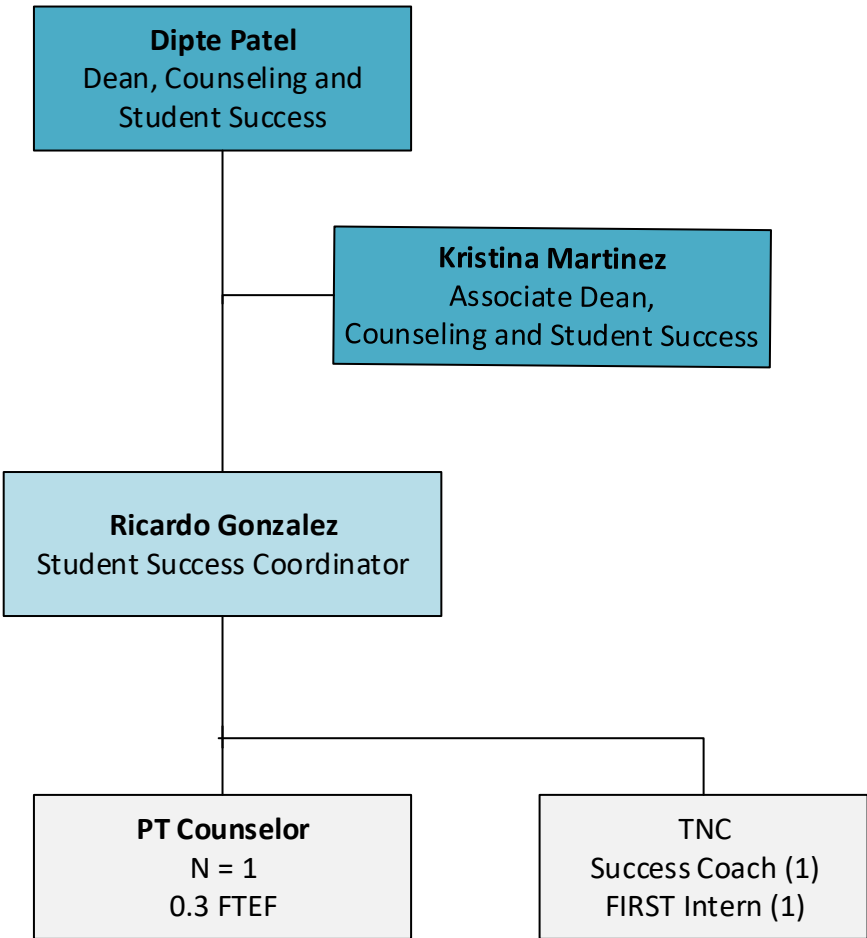 Dipte Patel
Dean, Counseling and
Student Success
Kristina Martinez
Associate Dean,
Counseling and Student Success
Ricardo Gonzalez
Student Success Coordinator
PT Counselor
N = 1
0.3 FTEF
TNC
Success Coach (1)
FIRST Intern (1)